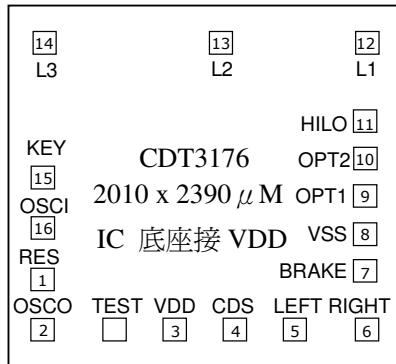 14 13 12
L3 L2 L1
HILO 11
KEY CDT3176 OPT2 10
15 2010 x 2390 μ M OPT1 9
OSCI
16 IC 底座接 VDD VSS 8
RES
1 BRAKE 7
OSCO TEST VDD CDS LEFT RIGHT
2 3 4 5 6